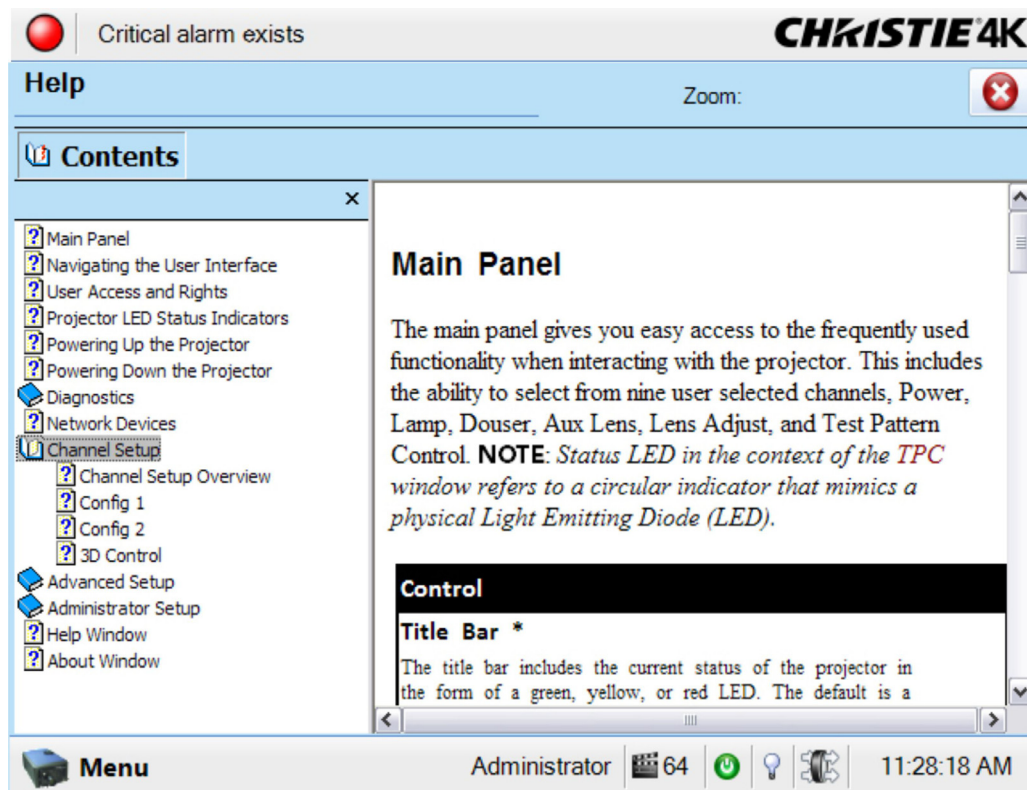 Critical alarm exists
CHRISTIE 4K
Help
Zoom:
Contents
Main Panel
Navigating the User Interface
User Access and Rights
Projector LED Status Indicators
Powering Up the Projector
Powering Down the Projector
Diagnostics
Network Devices
Channel Setup
Channel Setup Overview
Config 1
Config 2
3D Control
Advanced Setup
Administrator Setup
Help Window
About Window
Main Panel
The main panel gives you easy access to the frequently used
functionality when interacting with the projector. This includes
the ability to select from nine user selected channels, Power,
Lamp, Douser, Aux Lens, Lens Adjust, and Test Pattern
Control. NOTE: Status LED in the context of the TPC
window refers to a circular indicator that mimics a
physical Light Emitting Diode (LED).
Control
Title Bar *
The title bar includes the current status of the projector in
the form of a green, yellow, or red LED. The default is a
Menu
Administrator
64
11:28:18 AM